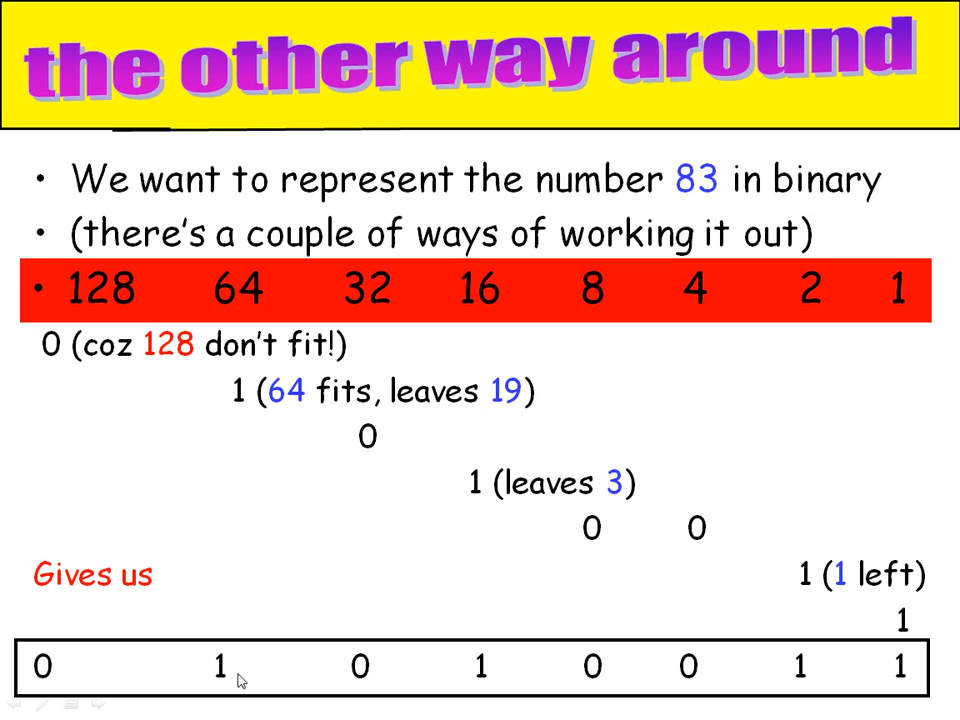 the other way around
• We want to represent the number 83 in binary
• (there's a couple of ways of working it out)
• 128 64 32 16 8 4 2 1
0 (coz 128 don't fit!)
1 (64 fits, leaves 19)
0
1 (leaves 3)
0 0
Gives us 1 (1 left)
1
0 1 0 1 0 0 1 1